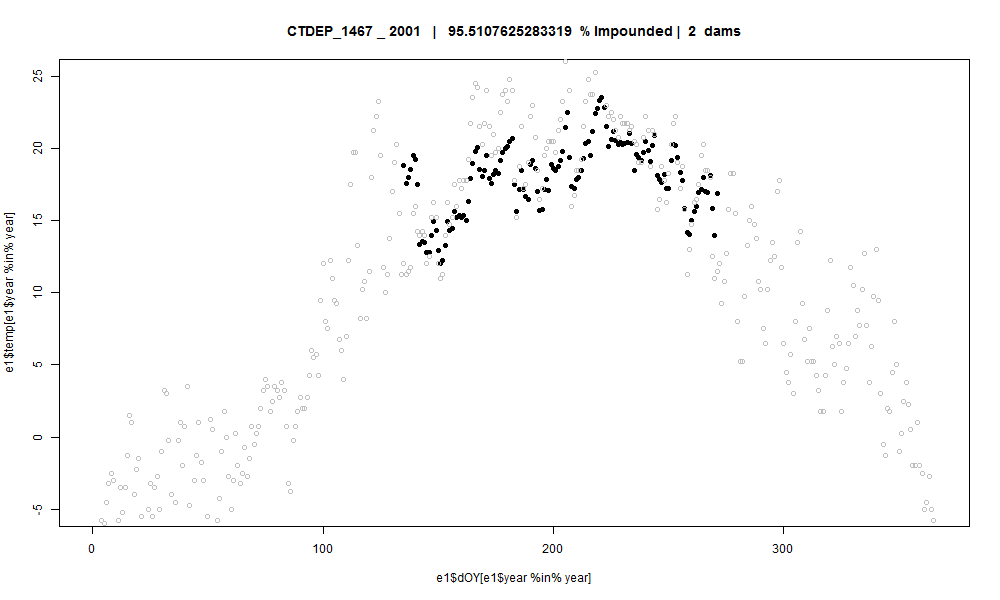 CTDEP_1467 _ 2001 | 95.5107625283319 % Impounded | 2 dams
25
20
15
10
5
0
-5
e1$temp[e1$year %in% year]
0 100 200 300
e1$dOY[e1$year %in% year]